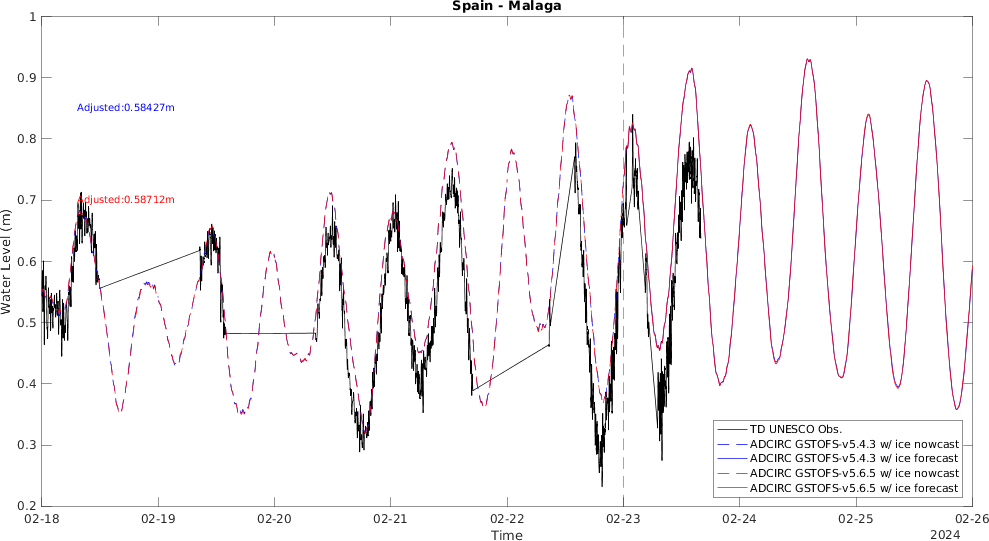 Spain - Malaga
1
0.9
0.8
0.7
0.6
0.5
0.4
0.3
0.2
Water Level (m)
Adjusted:0.58427m
Adjusted:0.58712m
TD UNESCO Obs.
ADCIRC GSTOFS-v5.4.3 w/ ice nowcast
ADCIRC GSTOFS-v5.4.3 w/ ice forecast
ADCIRC GSTOFS-v5.6.5 w/ ice nowcast
ADCIRC GSTOFS-v5.6.5 w/ ice forecast
02-18 02-19 02-20 02-21 02-22 02-23 02-24 02-25 02-26
Time
2024